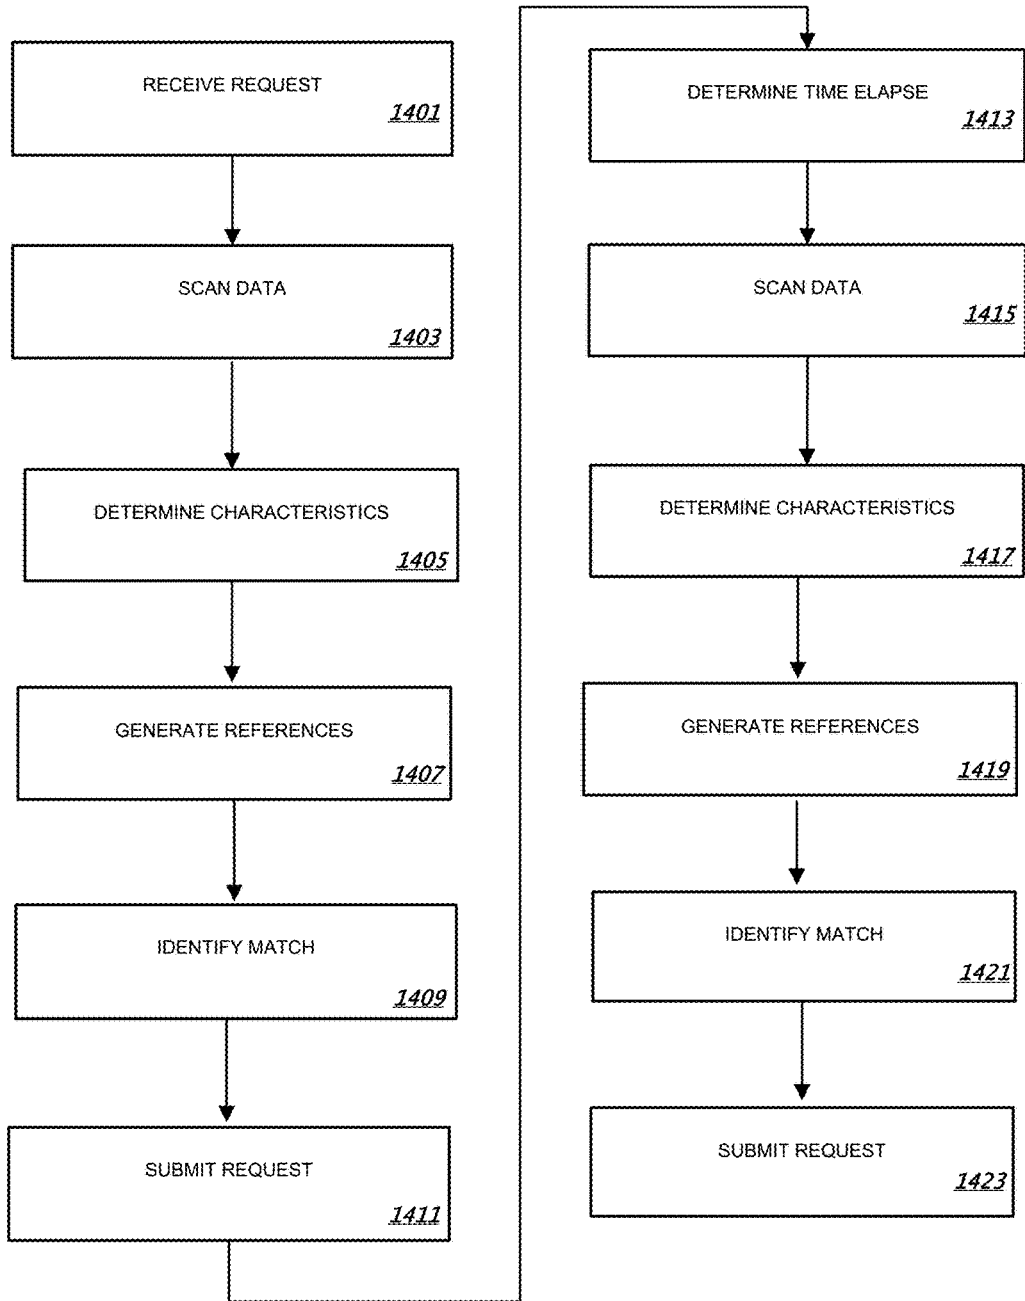 RECEIVE REQUEST
1401
SCAN DATA
1403
DETERMINE CHARACTERISTICS
1405
GENERATE REFERENCES
1407
IDENTIFY MATCH
1409
SUBMIT REQUEST
1411
DETERMINE TIME ELAPSE
1413
SCAN DATA
1415
DETERMINE CHARACTERISTICS
1417
GENERATE REFERENCES
1419
IDENTIFY MATCH
1421
SUBMIT REQUEST
1423